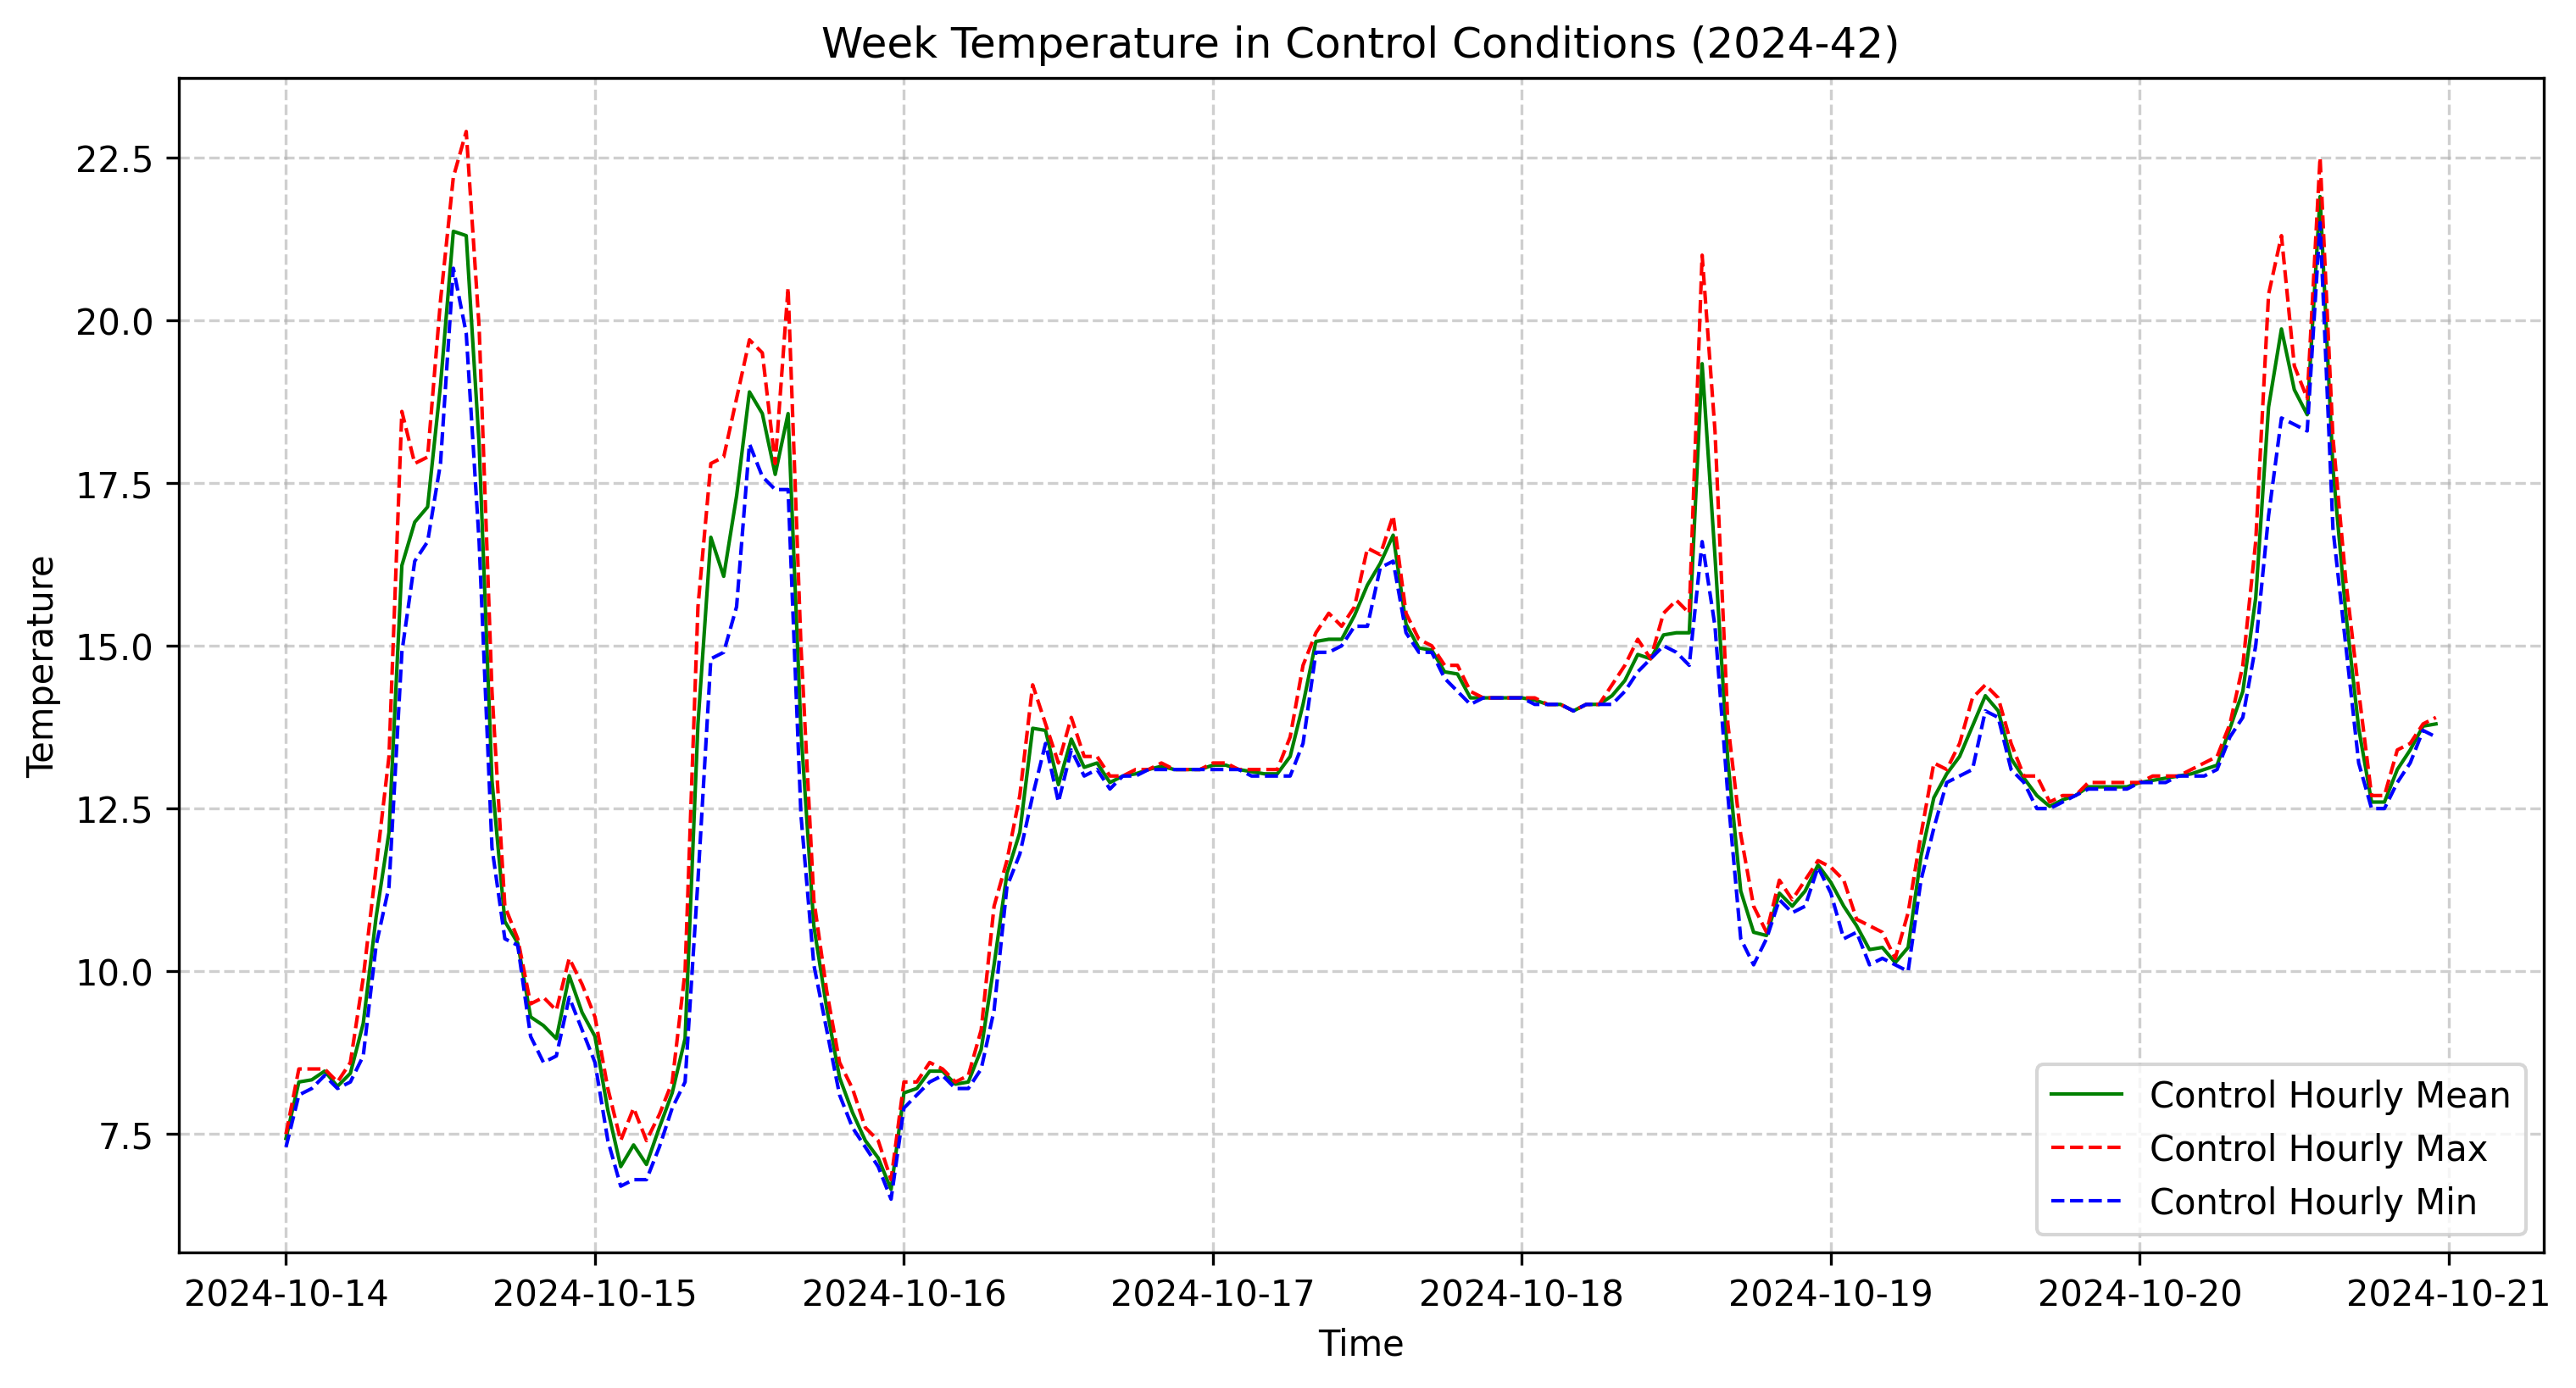 Week Temperature in Control Conditions (2024-42)
Temperature
22.5
20.0
17.5
15.0
12.5
10.0
7.5
Control Hourly Mean
Control Hourly Max
Control Hourly Min
2024-10-14 2024-10-15 2024-10-16 2024-10-17 2024-10-18 2024-10-19 2024-10-20 2024-10-21
Time